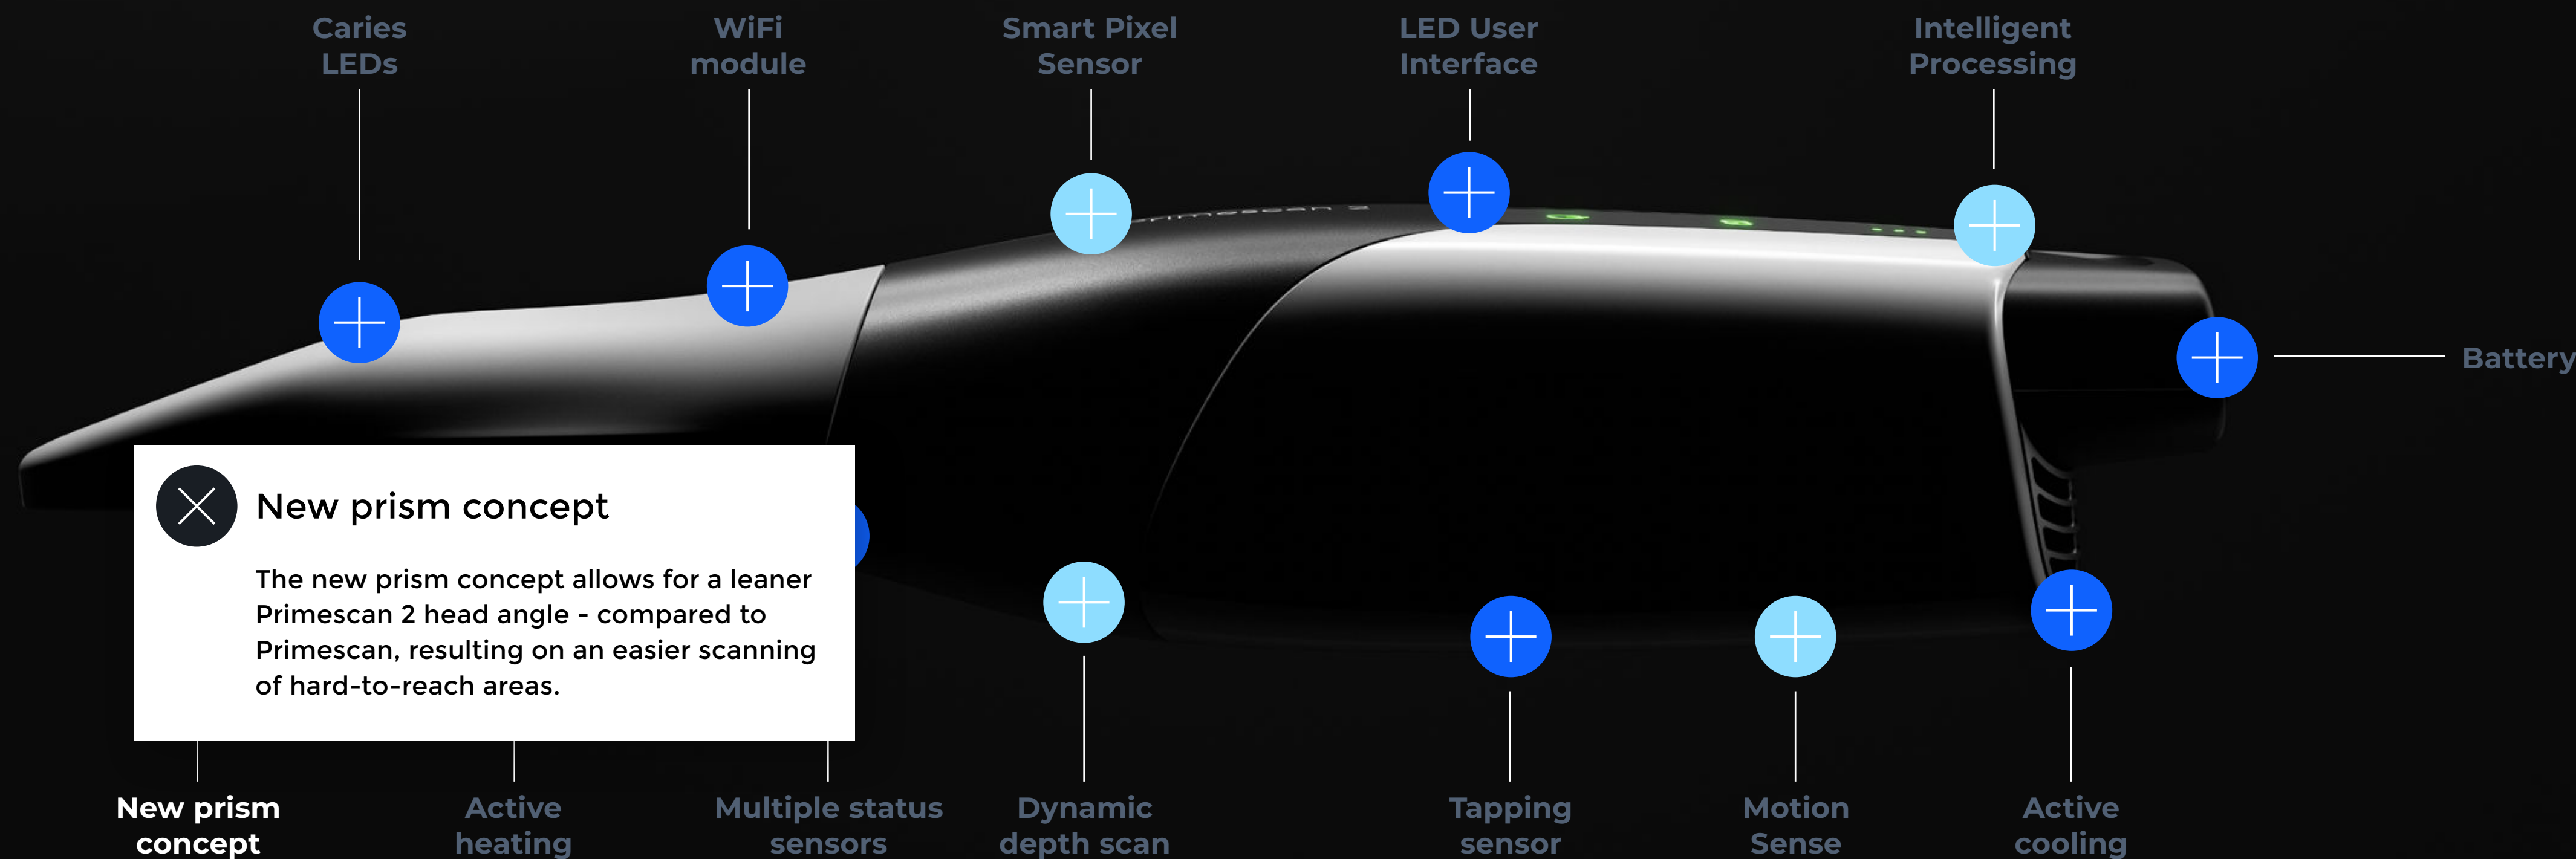 Caries
LEDs
WiFi
module
Smart Pixel
Sensor
LED User
Interface
Intelligent
Processing
primescan 2
Battery
New prism concept
The new prism concept allows for a leaner
Primescan 2 head angle - compared to
Primescan, resulting on an easier scanning
of hard-to-reach areas.
New prism
concept
Active
heating
Multiple status
sensors
Dynamic
depth scan
Tapping
sensor
Motion
Sense
Active
cooling